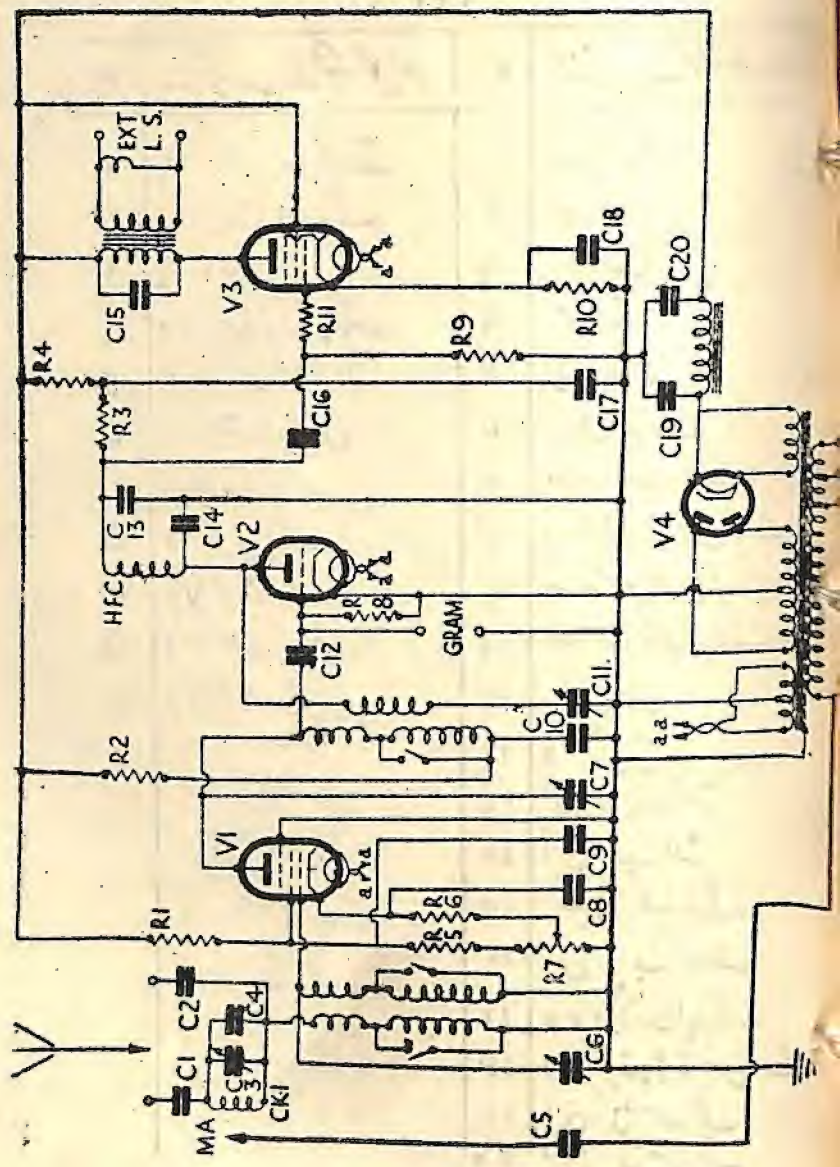 MA
C1
C2
C
3
C4
CK1
R1
V1
R2
HFC
C
13
C14
V2
R3
R4
C15
V3
EXT
L.S.
C12
R
8
GRAM
C16
R11
a a
a a
a a
R
5
R
6
R7
R9
R10
C18
C5
C6
C8
C9
C7
C
10
C11.
C17
a a
V4
C19
C20